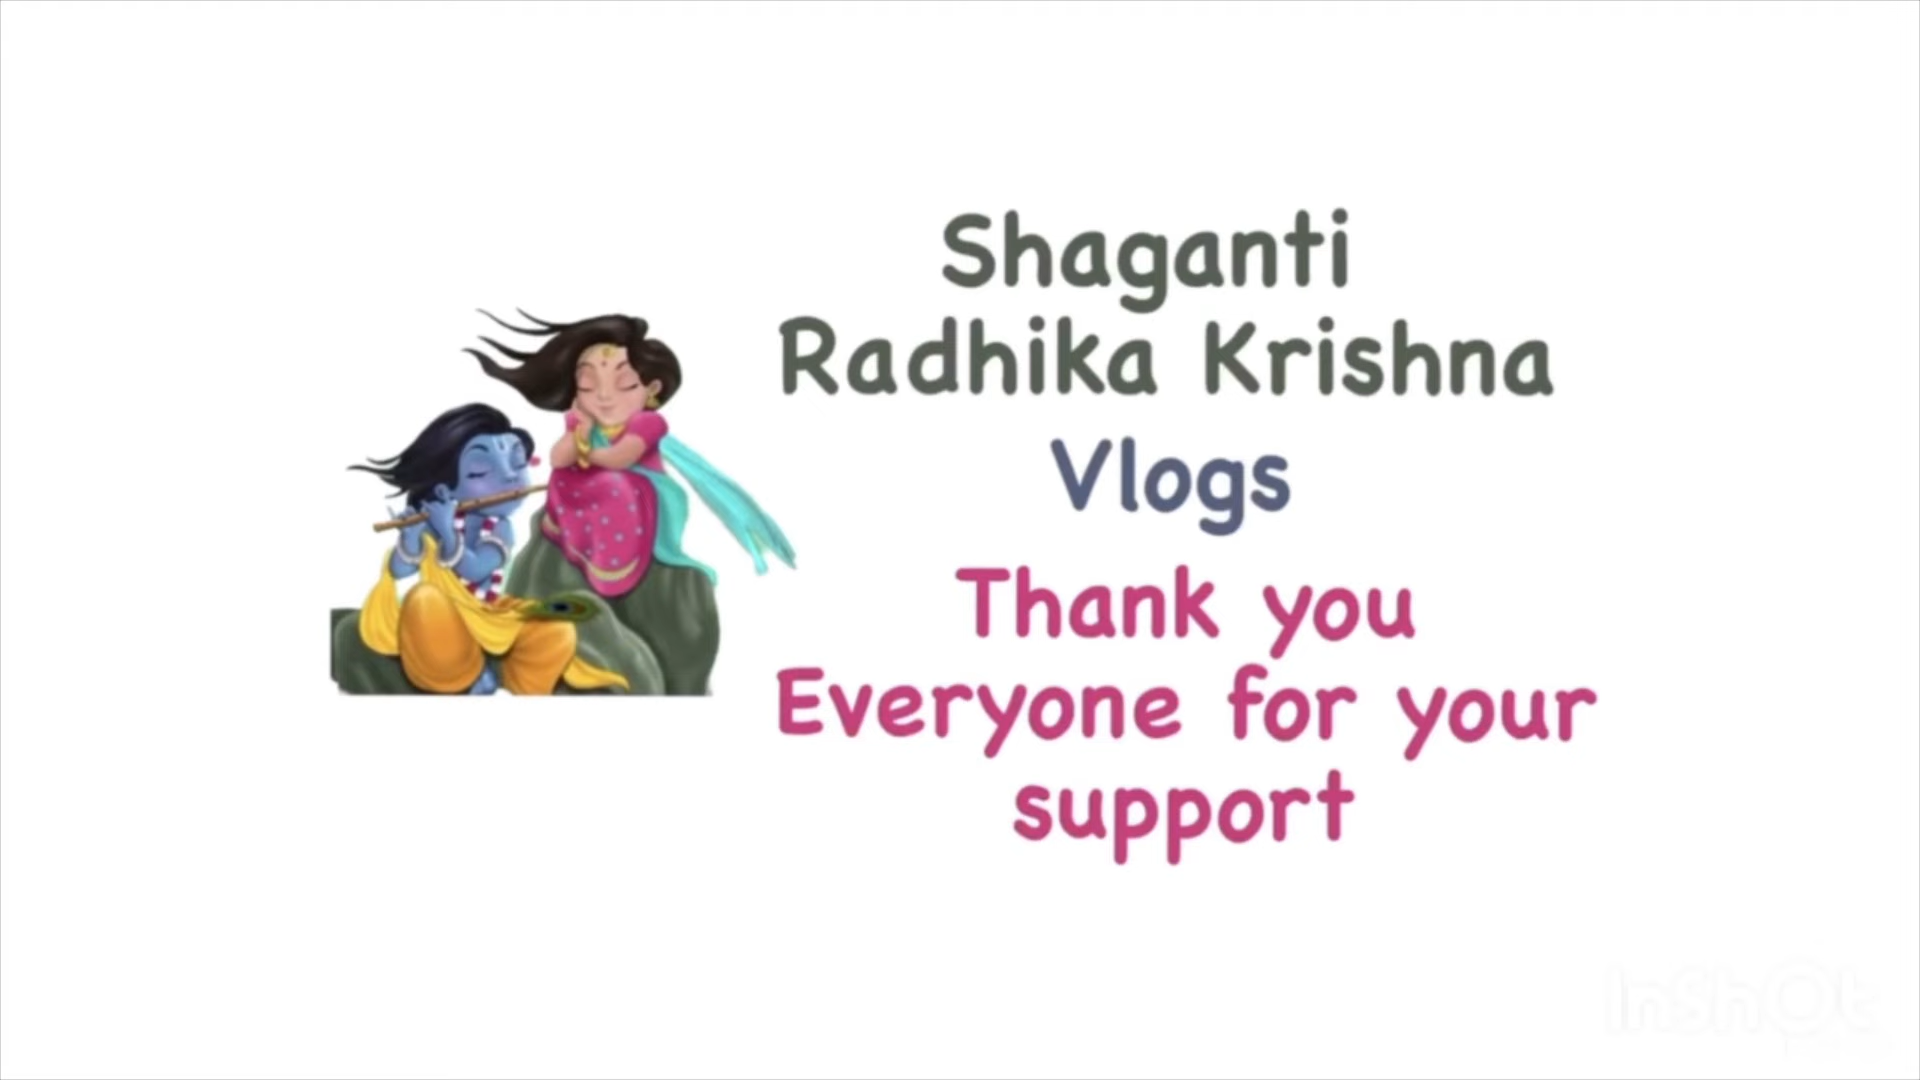 Shaganti
Radhika Krishna
Vlogs
Thank you
Everyone for your
support
InShOt